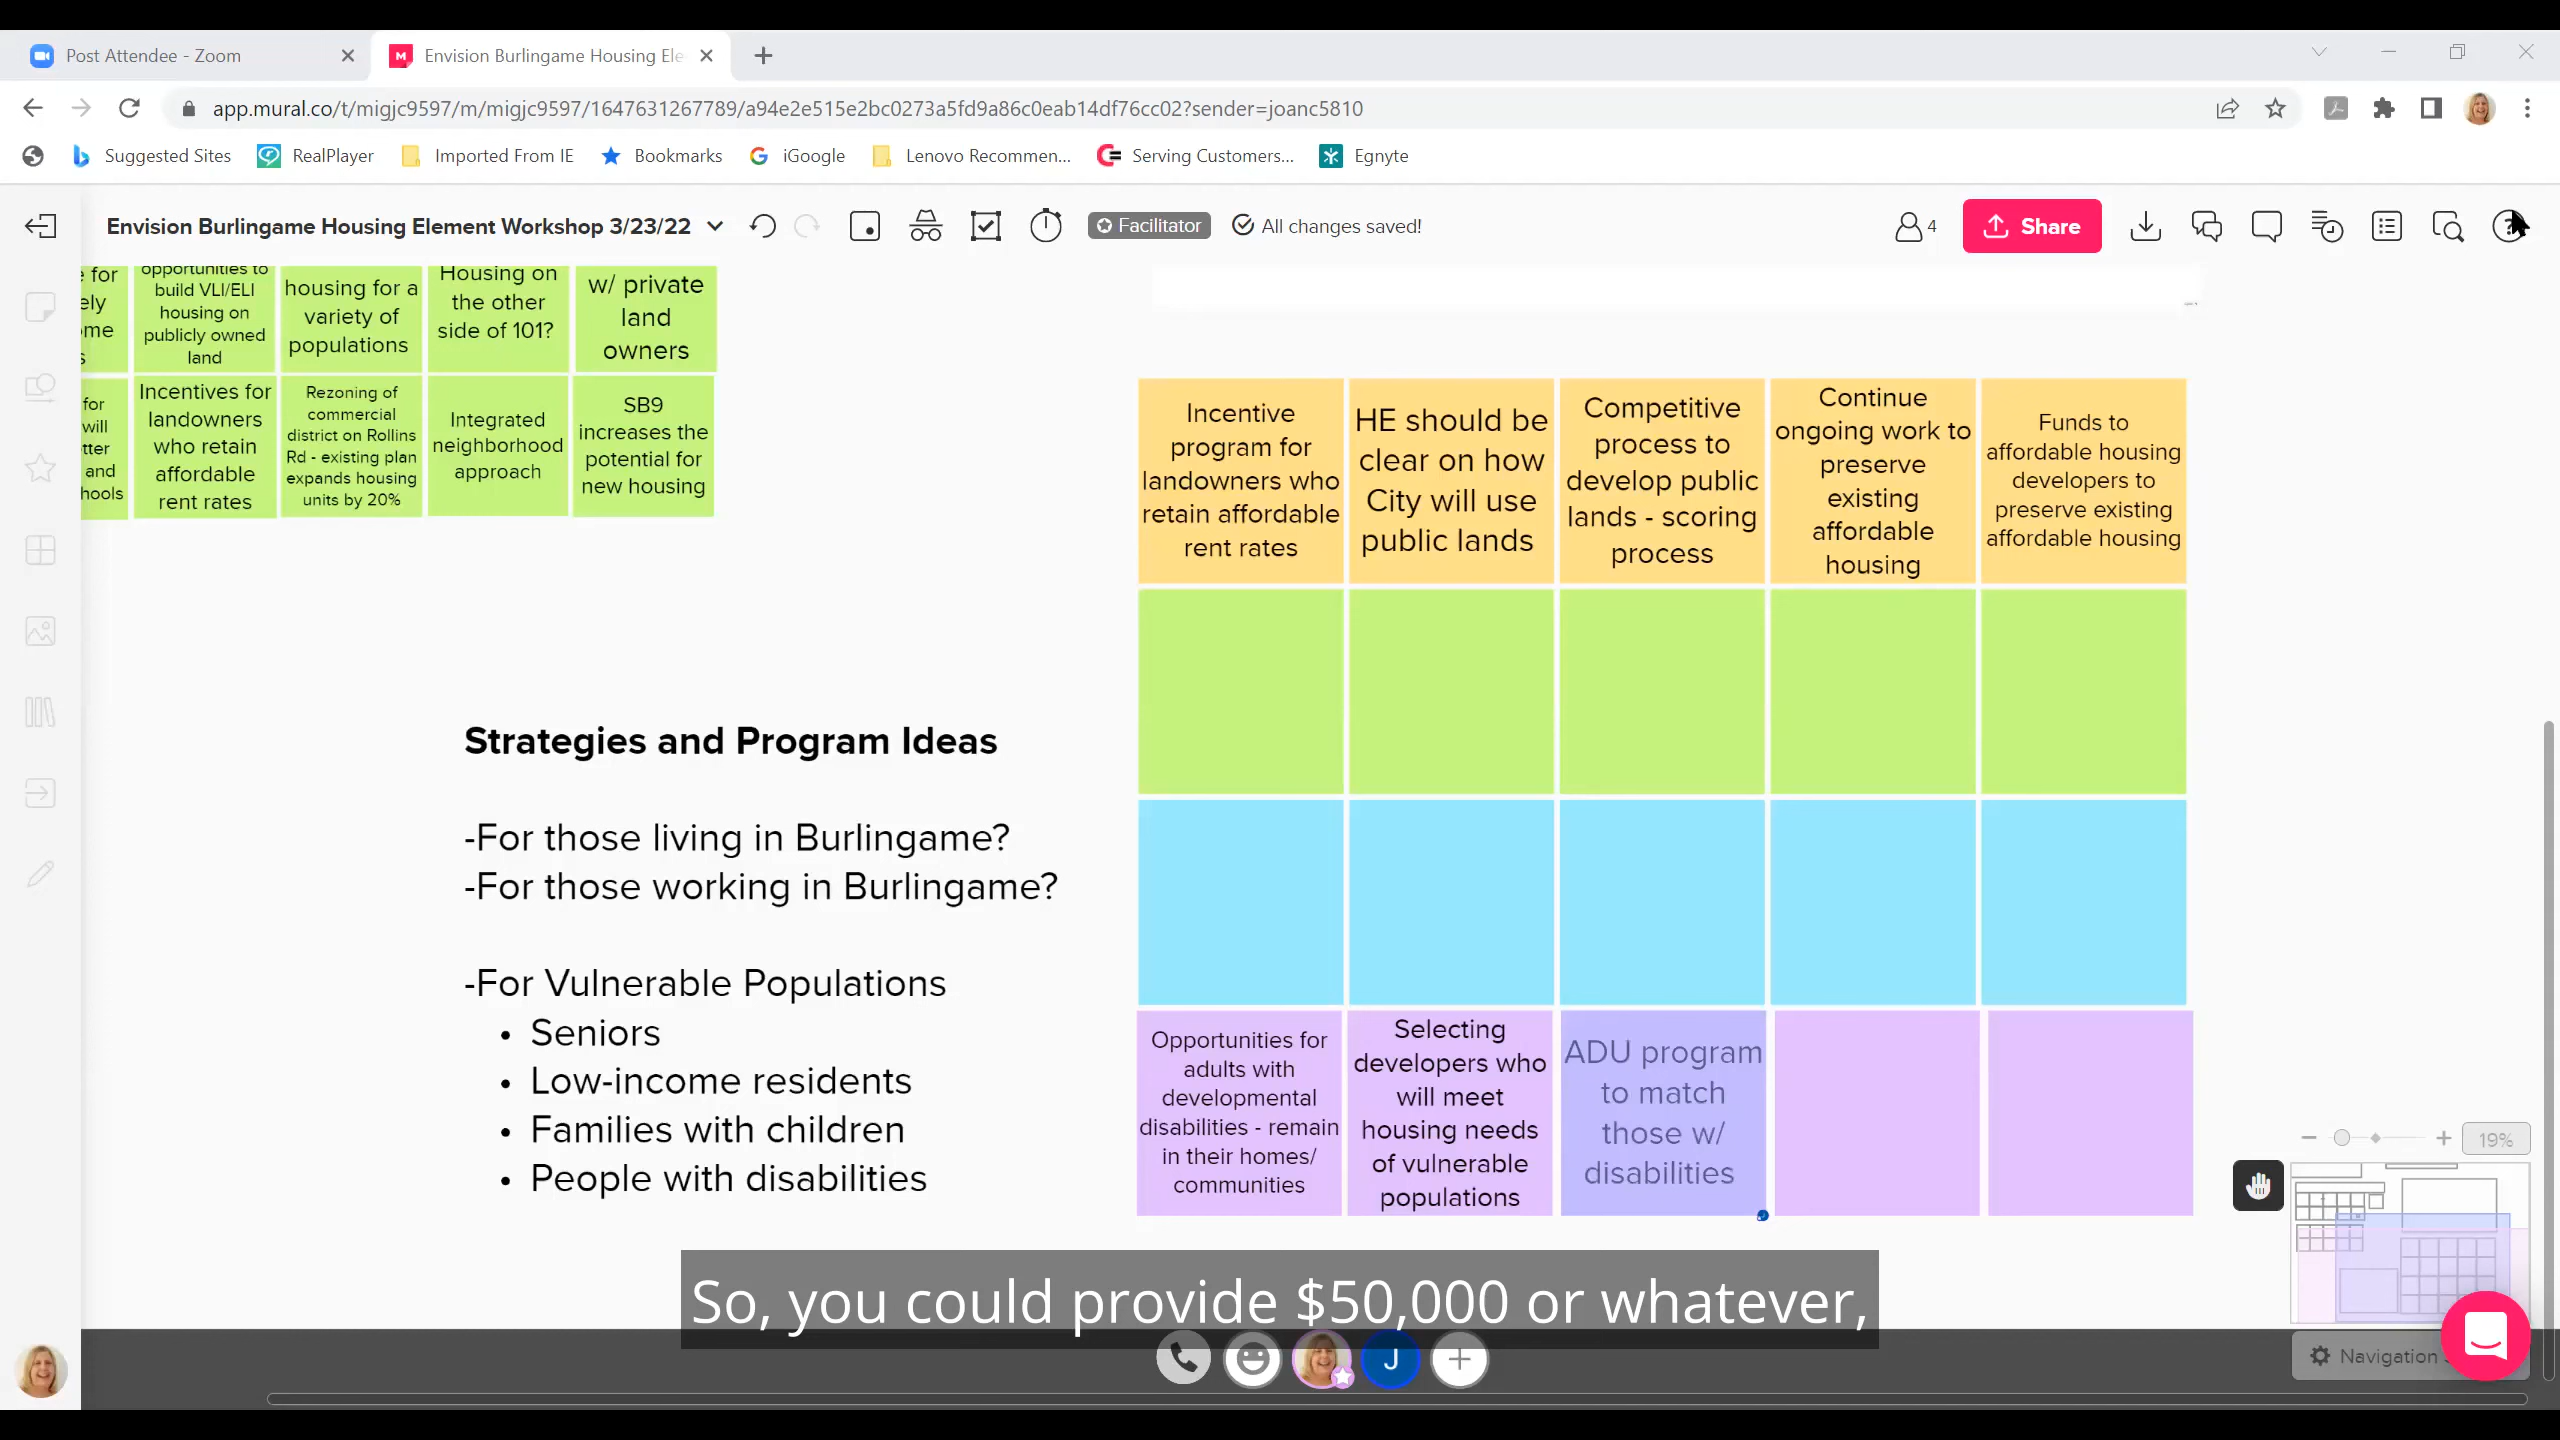 Post Attendee - Zoom
Envision Burlingame Housing Ele
app.mural.co/t/migjc9597/m/migjc9597/1647631267789/a94e2e515e2bc0273a5fd9a86c0eab14df76cc02?sender=joanc5810
Suggested Sites
RealPlayer
Imported From IE
Bookmarks
iGoogle
Lenovo Recommen...
Serving Customers...
Egnyte
Envision Burlingame Housing Element Workshop 3/23/22
Facilitator
All changes saved!
4
Share
for
opportunities to
build VLI/ELI
housing on
publicly owned
land
housing for a
variety of
populations
Housing on
the other
side of 101?
w/ private
land
owners
for
will
and
Incentives for
landowners
who retain
affordable
rent rates
Rezoning of
commercial
district on Rollins
Rd - existing plan
expands housing
units by 20%
Integrated
neighborhood
approach
SB9
increases the
potential for
new housing
Incentive
program for
landowners who
retain affordable
rent rates
HE should be
clear on how
City will use
public lands
Competitive
process to
develop public
lands - scoring
process
Continue
ongoing work to
preserve
existing
affordable
housing
Funds to
affordable housing
developers to
preserve existing
affordable housing
Strategies and Program Ideas
-For those living in Burlingame?
-For those working in Burlingame?
-For Vulnerable Populations
• Seniors
• Low-income residents
• Families with children
• People with disabilities
Opportunities for
adults with
developmental
disabilities - remain
in their homes/
communities
Selecting
developers who
will meet
housing needs
of vulnerable
populations
ADU program
to match
those w/
disabilities
19%
So, you could provide $50,000 or whatever,
J
Navigation